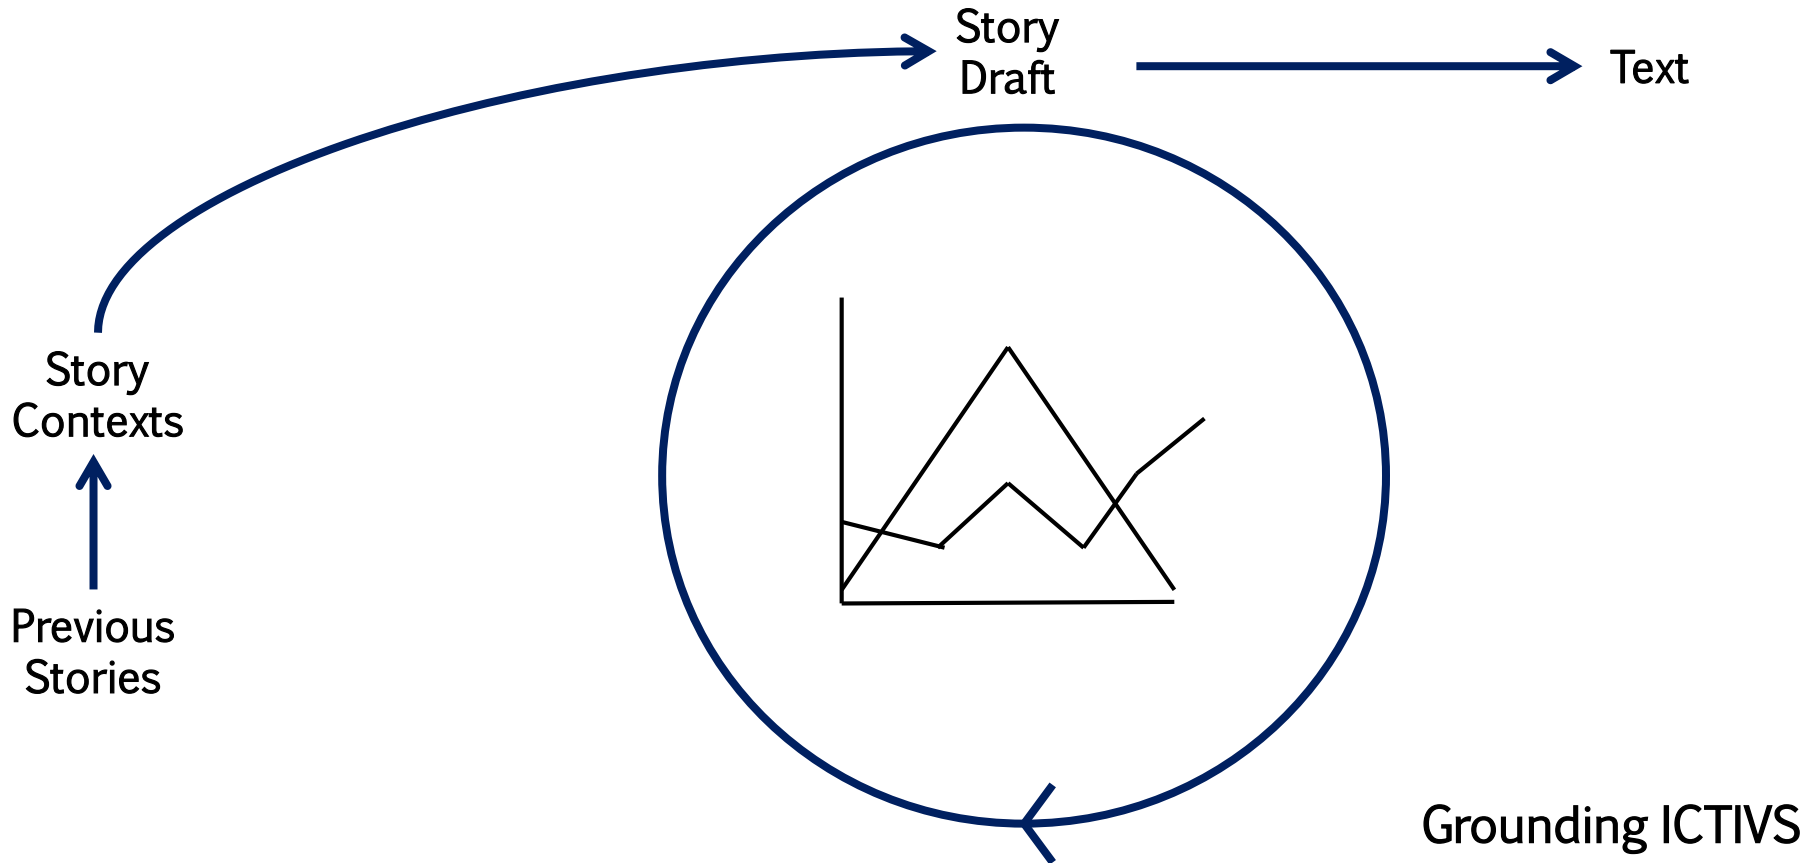 Story
Draft
Text
Story
Contexts
Previous
Stories
Grounding ICTIVS